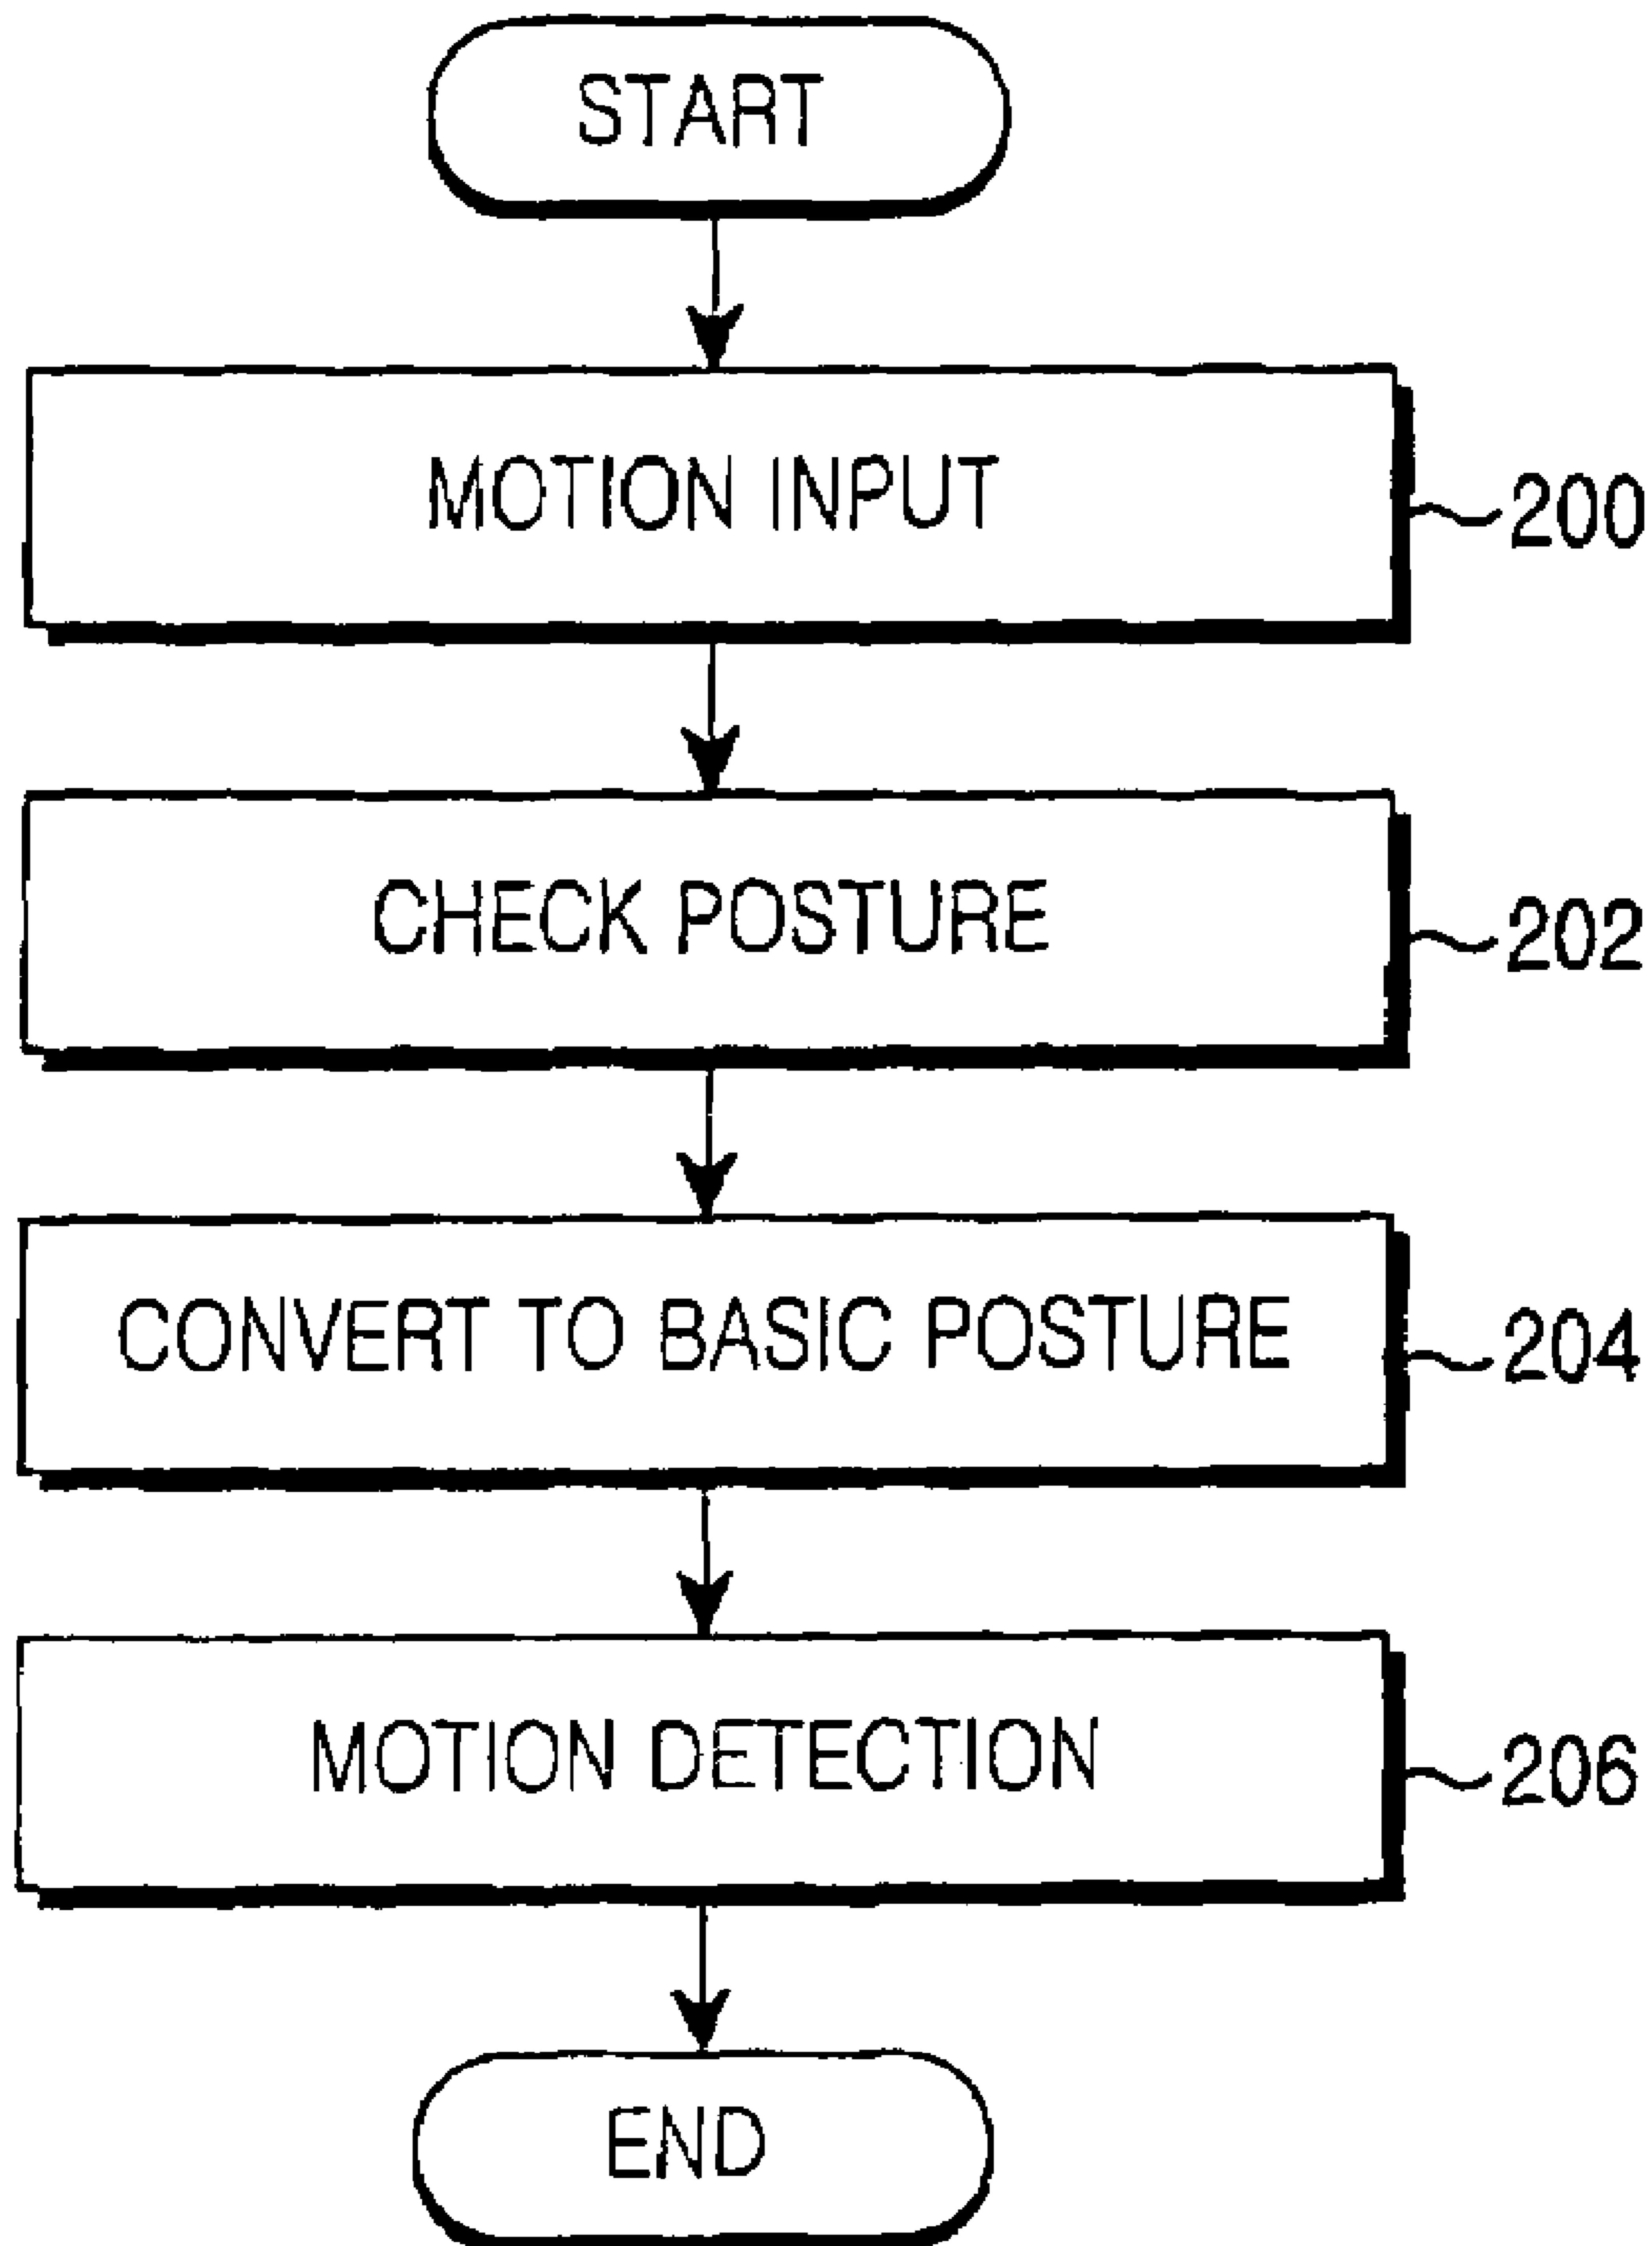 START
MOTION INPUT
200
CHECK POSTURE
202
CONVERT TO BASIC POSTURE
204
MOTION DETECTION
206
END